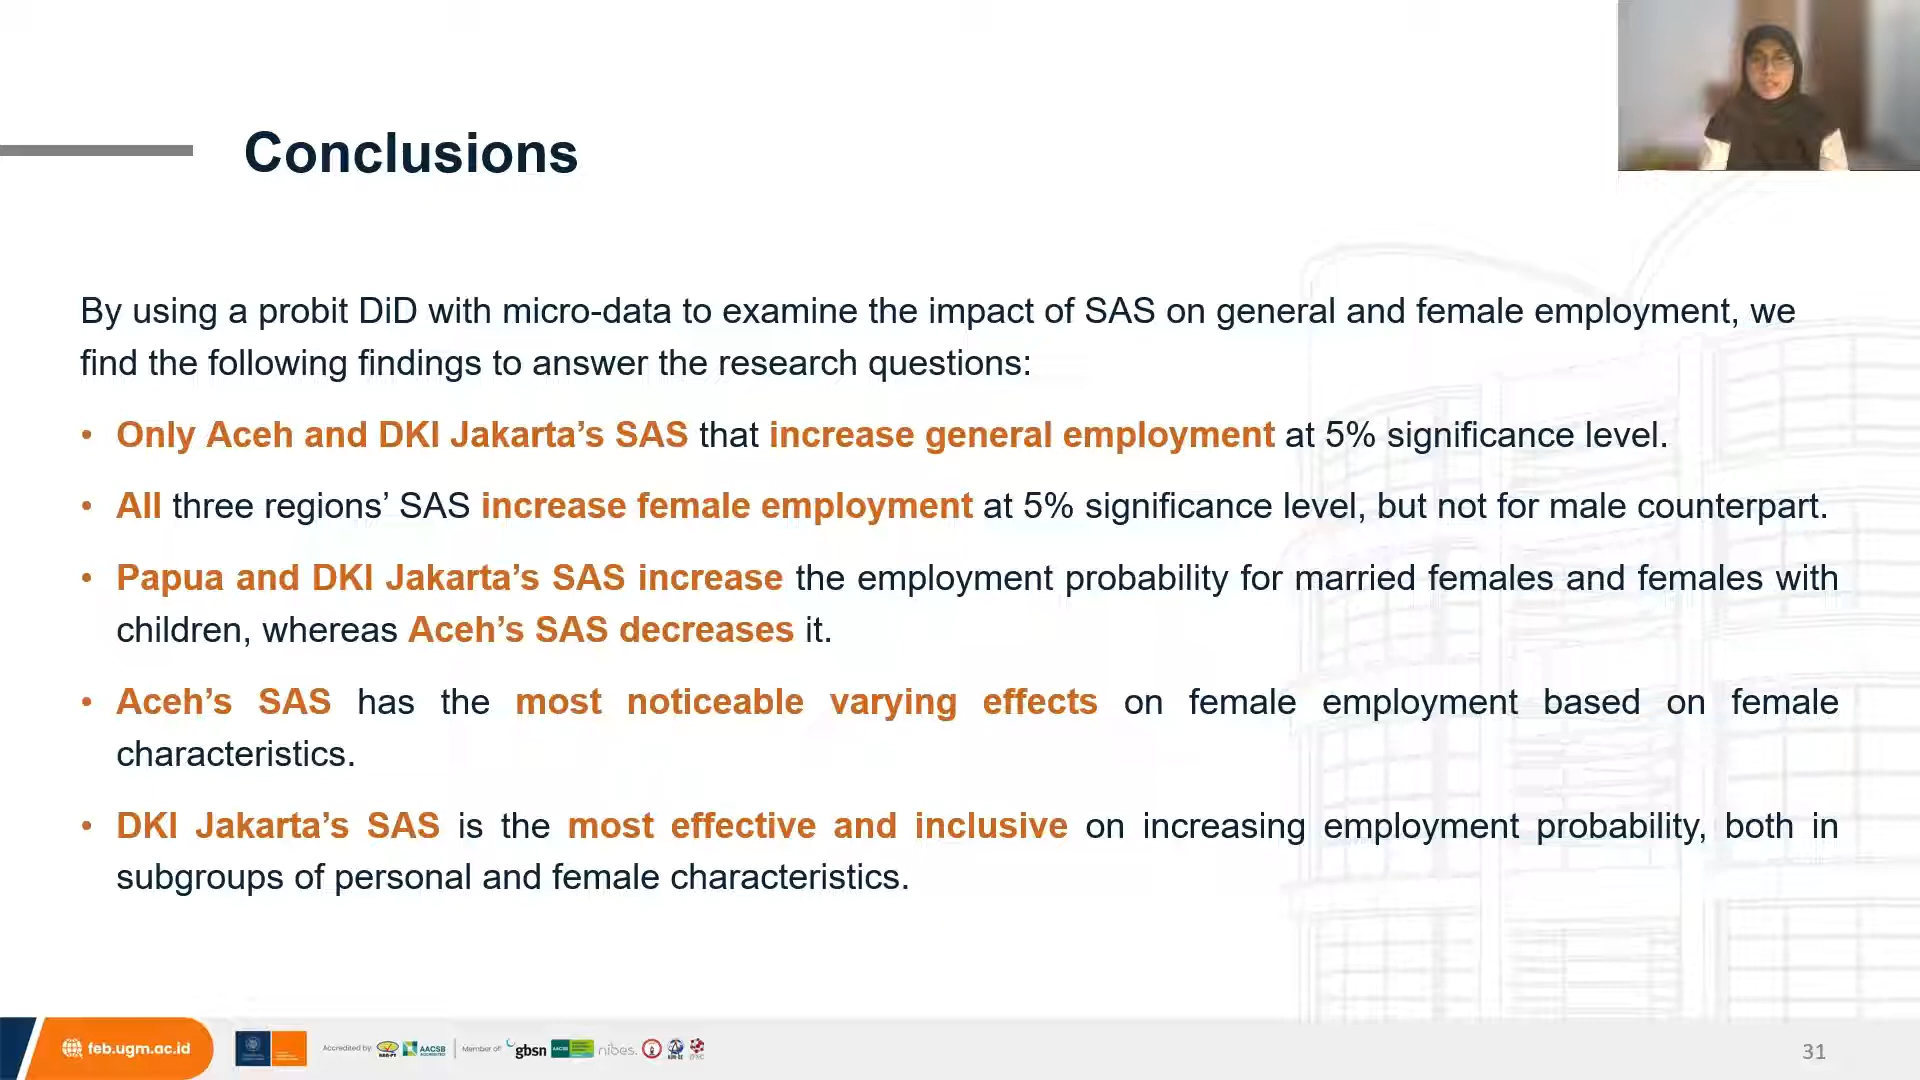 Conclusions
By using a probit DiD with micro-data to examine the impact of SAS on general and female employment, we
find the following findings to answer the research questions:
• Only Aceh and DKI Jakarta’s SAS that increase general employment at 5% significance level.
• All three regions’ SAS increase female employment at 5% significance level, but not for male counterpart.
• Papua and DKI Jakarta’s SAS increase the employment probability for married females and females with
children, whereas Aceh’s SAS decreases it.
• Aceh’s SAS has the most noticeable varying effects on female employment based on female
characteristics.
• DKI Jakarta’s SAS is the most effective and inclusive on increasing employment probability, both in
subgroups of personal and female characteristics.
feb.ugm.ac.id
Accredited by
AACSB
Member of
gbsn
nibes.
31